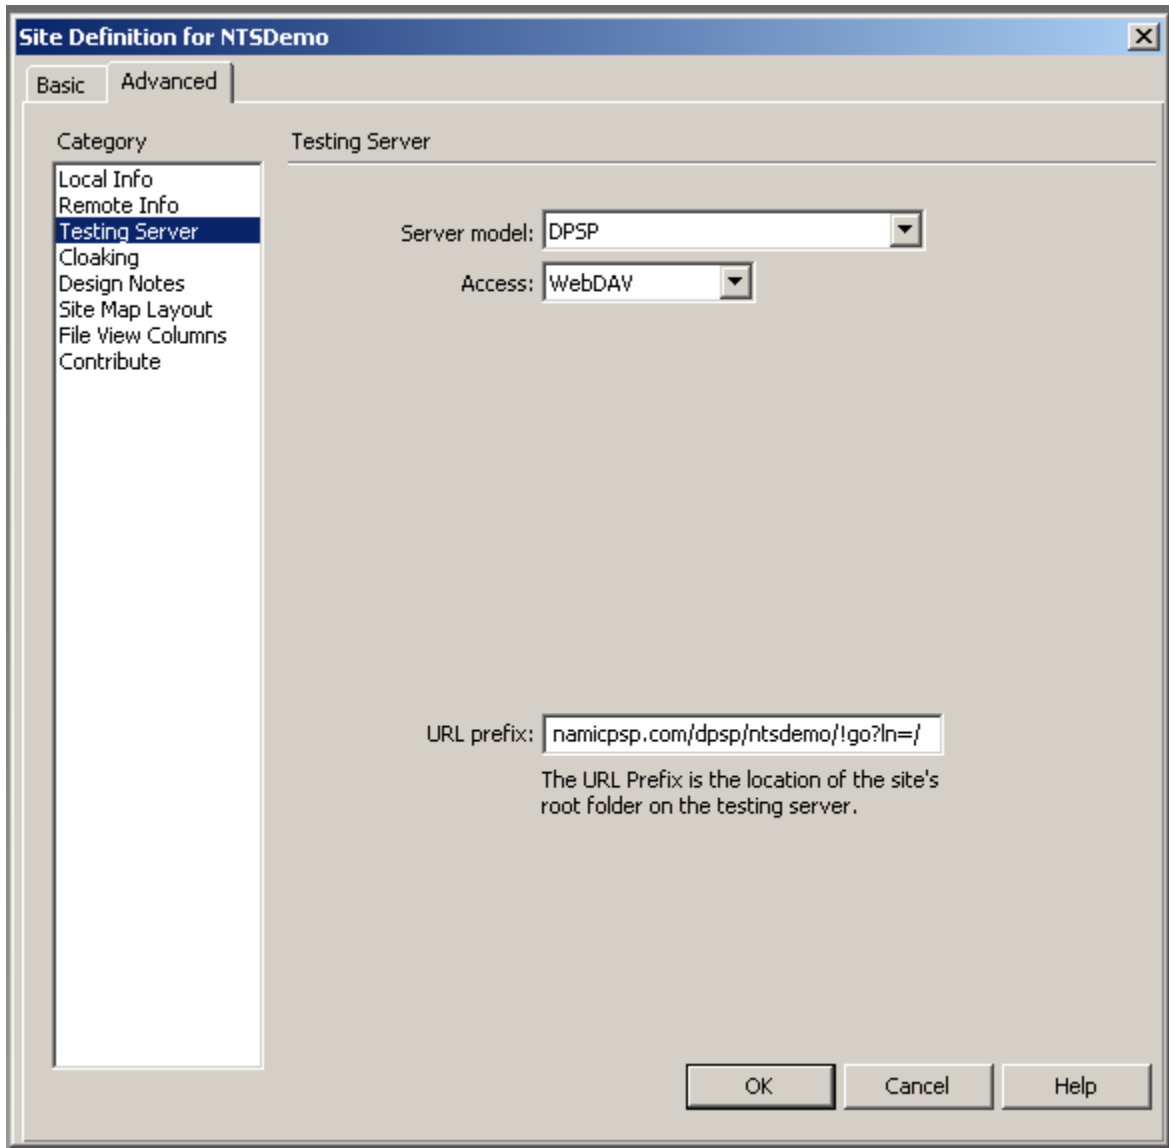 Site Definition for NTSDemo
Basic
Advanced
Category
Local Info
Remote Info
Testing Server
Cloaking
Design Notes
Site Map Layout
File View Columns
Contribute
Testing Server
Server model: DPSP
Access: WebDAV
URL prefix: namicpsp.com/dpsp/ntsdemo/!go?ln=/
The URL Prefix is the location of the site's
root folder on the testing server.
OK
Cancel
Help